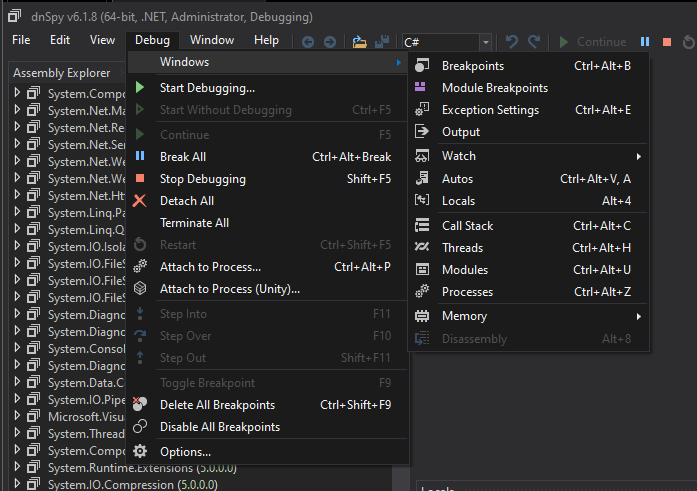 dnSpy v6.1.8 (64-bit, .NET, Administrator, Debugging)
File Edit View Debug Window Help C# Continue
Assembly Explorer
System.Compo
System.Net.Ma
System.Net.Re
System.Net.Ser
System.Net.We
System.Net.We
System.Net.Htt
System.Linq.Pa
System.Linq.Q
System.IO.Isola
System.IO.FileS
System.IO.FileS
System.IO.FileS
System.Diagno
System.Diagno
System.Consol
System.Diagno
System.Data.Co
System.IO.Pipe
Microsoft.Visua
System.Thread
System.Com
System.Runtime.Extensions (5.0.0.0)
System.IO.Compression (5.0.0.0)
Windows
Start Debugging...
Start Without Debugging Ctrl+F5
Continue F5
Break All Ctrl+Alt+Break
Stop Debugging Shift+F5
Detach All
Terminate All
Restart Ctrl+Shift+F5
Attach to Process... Ctrl+Alt+P
Attach to Process (Unity)...
Step Into F11
Step Over F10
Step Out Shift+F11
Toggle Breakpoint F9
Delete All Breakpoints Ctrl+Shift+F9
Disable All Breakpoints
Options...
Breakpoints Ctrl+Alt+B
Module Breakpoints
Exception Settings Ctrl+Alt+E
Output
Watch
Autos Ctrl+Alt+V, A
Locals Alt+4
Call Stack Ctrl+Alt+C
Threads Ctrl+Alt+H
Modules Ctrl+Alt+U
Processes Ctrl+Alt+Z
Memory
Disassembly Alt+8
Locals